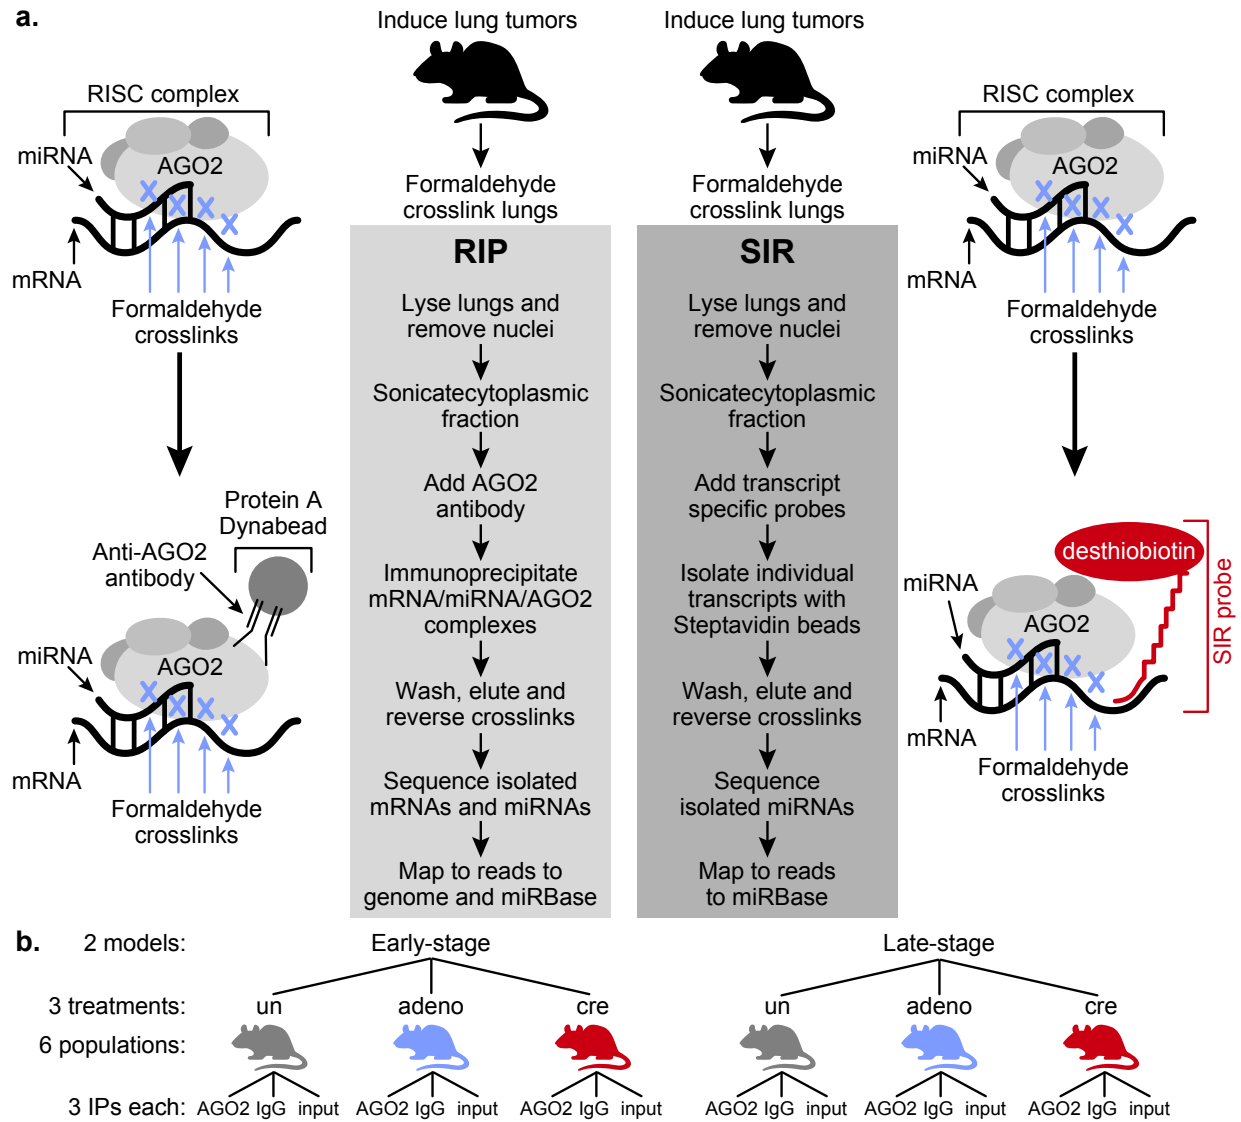 a.
RISC complex
miRNA
AGO2
mRNA
Formaldehyde
crosslinks
Protein A
Dynabead
Anti-AGO2
antibody
miRNA
AGO2
mRNA
Formaldehyde
crosslinks
Induce lung tumors
Formaldehyde
crosslink lungs
RIP
Lyse lungs and
remove nuclei
Sonicatecytoplasmic
fraction
Add AGO2
antibody
Immunoprecipitate
mRNA/miRNA/AGO2
complexes
Wash, elute and
reverse crosslinks
Sequence isolated
mRNAs and miRNAs
Map to reads to
genome and miRBase
Induce lung tumors
Formaldehyde
crosslink lungs
SIR
Lyse lungs and
remove nuclei
Sonicatecytoplasmic
fraction
Add transcript
specific probes
Isolate individual
transcripts with
Steptavidin beads
Wash, elute and
reverse crosslinks
Sequence
isolated miRNAs
Map to reads
to miRBase
RISC complex
miRNA
AGO2
mRNA
Formaldehyde
crosslinks
desthiobiotin
SIR probe
miRNA
AGO2
mRNA
Formaldehyde
crosslinks
b.
2 models: Early-stage Late-stage
3 treatments: un adeno cre un adeno cre
6 populations:
3 IPs each: AGO2 IgG input AGO2 IgG input AGO2 IgG input AGO2 IgG input AGO2 IgG input AGO2 IgG input